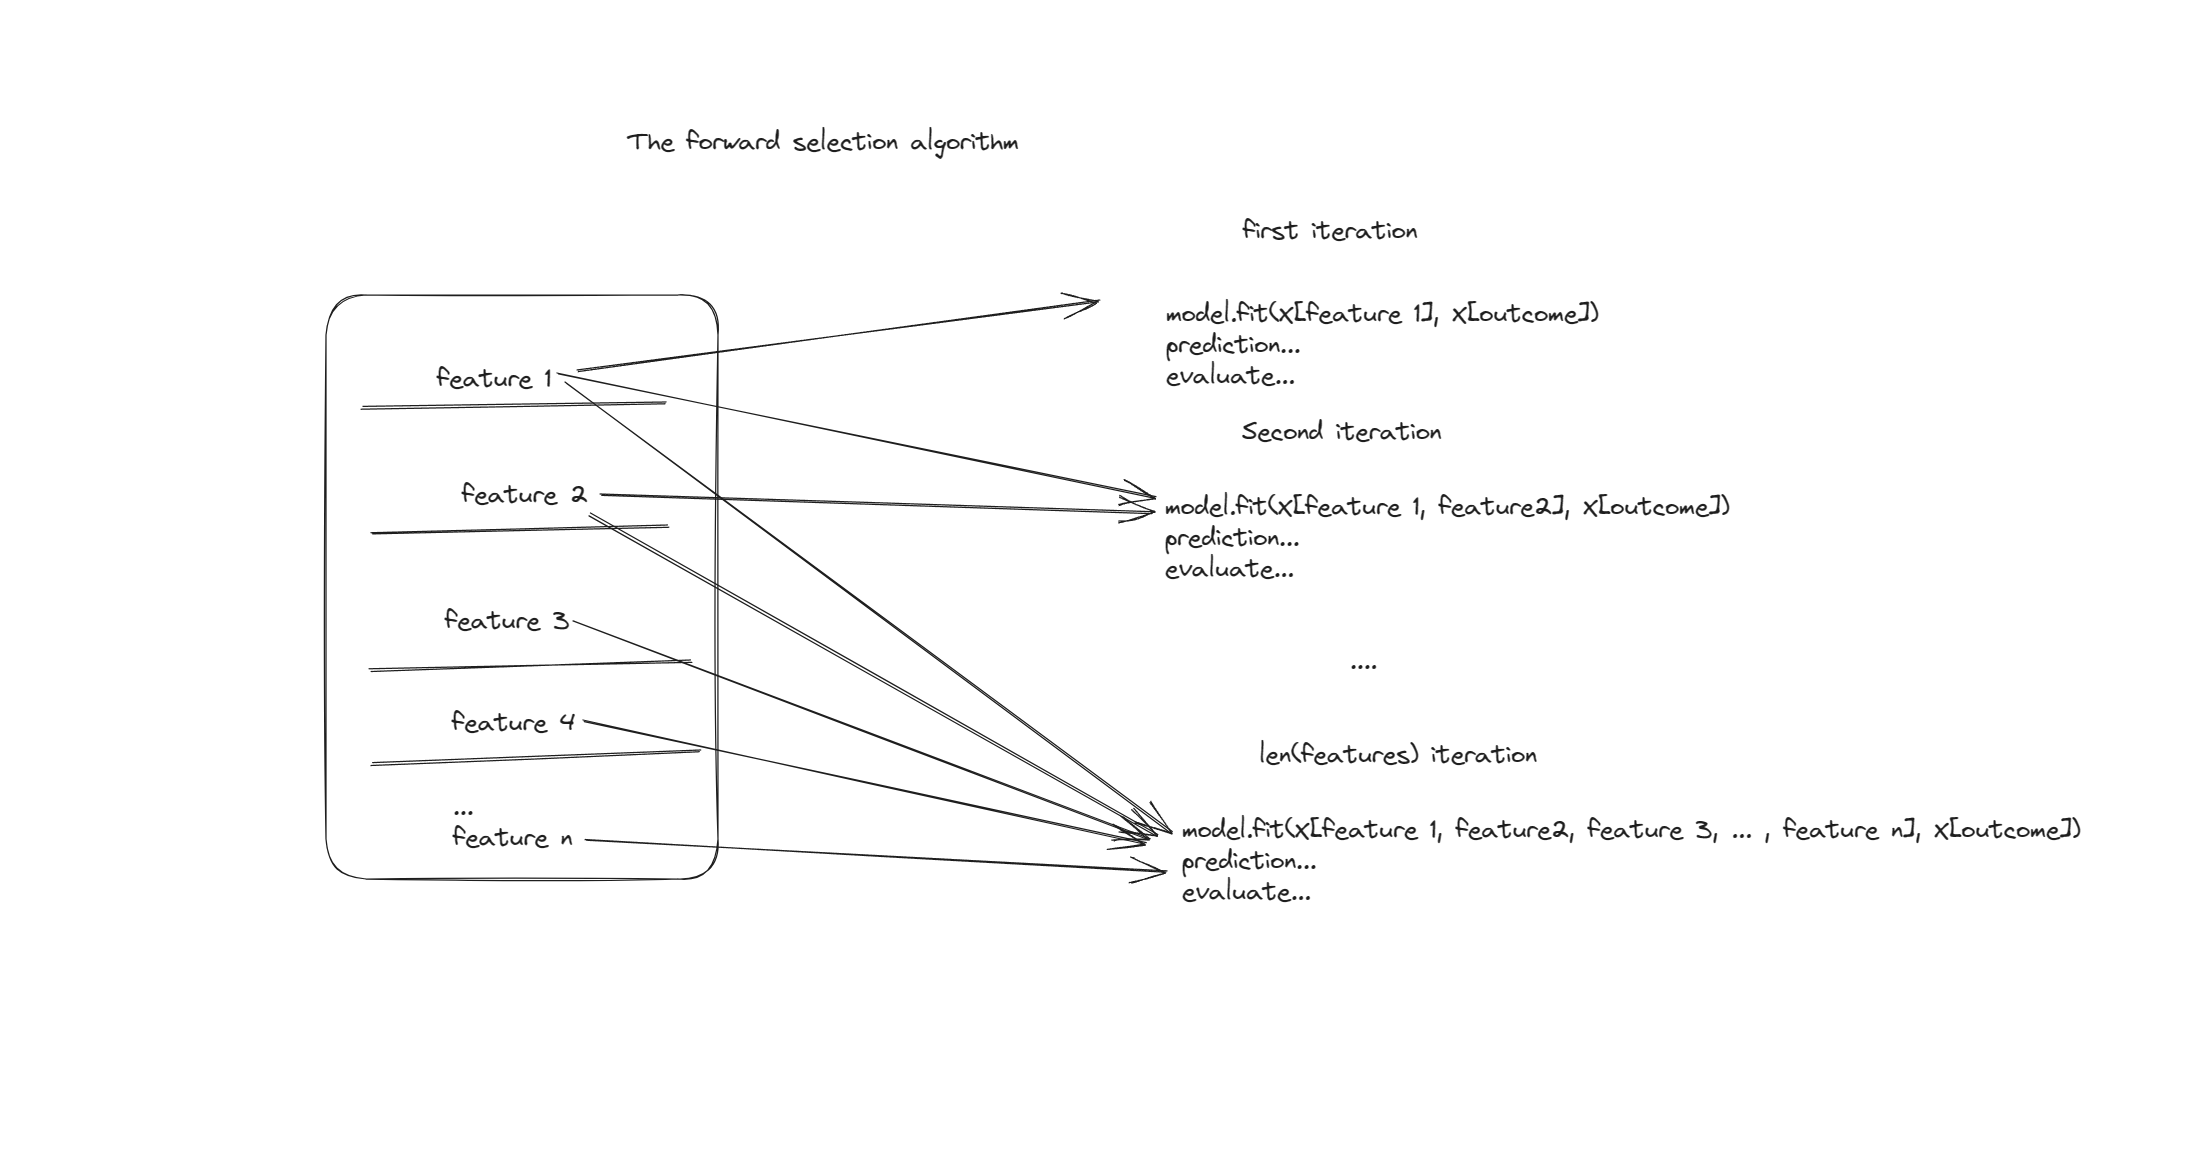 The forward selection algorithm
feature 1
feature 2
feature 3
feature 4
...
feature n
first iteration
model.fit(x[feature 1], x[outcome])
prediction...
evaluate...
Second iteration
model.fit(x[feature 1, feature2], x[outcome])
prediction...
evaluate...
....
len(features) iteration
model.fit(x[feature 1, feature2, feature 3, ... , feature n], x[outcome])
prediction...
evaluate...